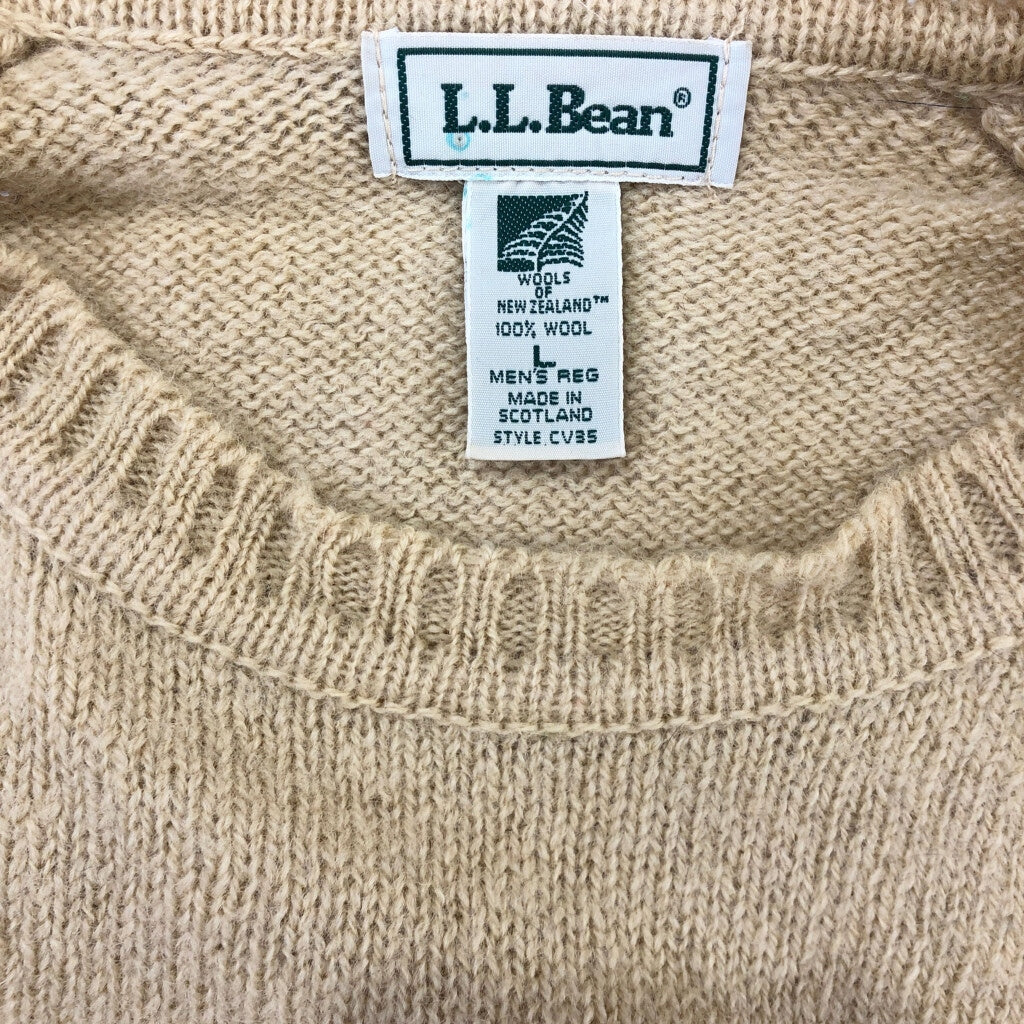 L.L.Bean®
WOOLS
OF
NEW ZEALAND™
100% WOOL
L
MEN'S REG
MADE IN
SCOTLAND
STYLE CV35